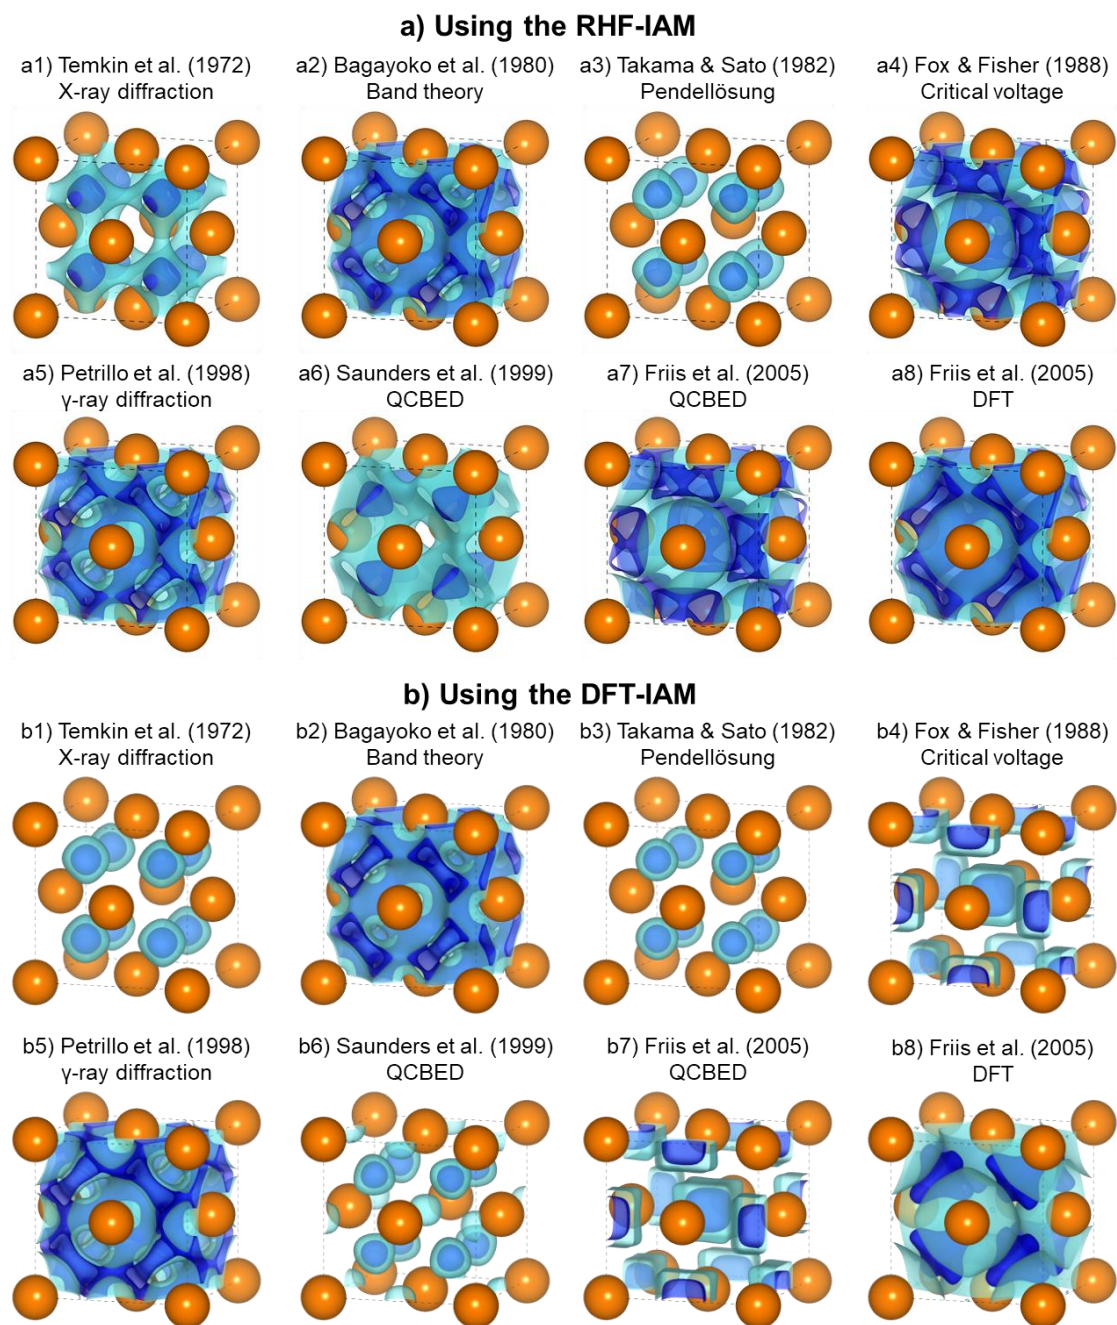 a) Using the RHF-IAM
a1) Temkin et al. (1972)
X-ray diffraction
a2) Bagayoko et al. (1980)
Band theory
a3) Takama & Sato (1982)
Pendellösung
a4) Fox & Fisher (1988)
Critical voltage
a5) Petrillo et al. (1998)
γ-ray diffraction
a6) Saunders et al. (1999)
QCBED
a7) Friis et al. (2005)
QCBED
a8) Friis et al. (2005)
DFT
b) Using the DFT-IAM
b1) Temkin et al. (1972)
X-ray diffraction
b2) Bagayoko et al. (1980)
Band theory
b3) Takama & Sato (1982)
Pendellösung
b4) Fox & Fisher (1988)
Critical voltage
b5) Petrillo et al. (1998)
γ-ray diffraction
b6) Saunders et al. (1999)
QCBED
b7) Friis et al. (2005)
QCBED
b8) Friis et al. (2005)
DFT